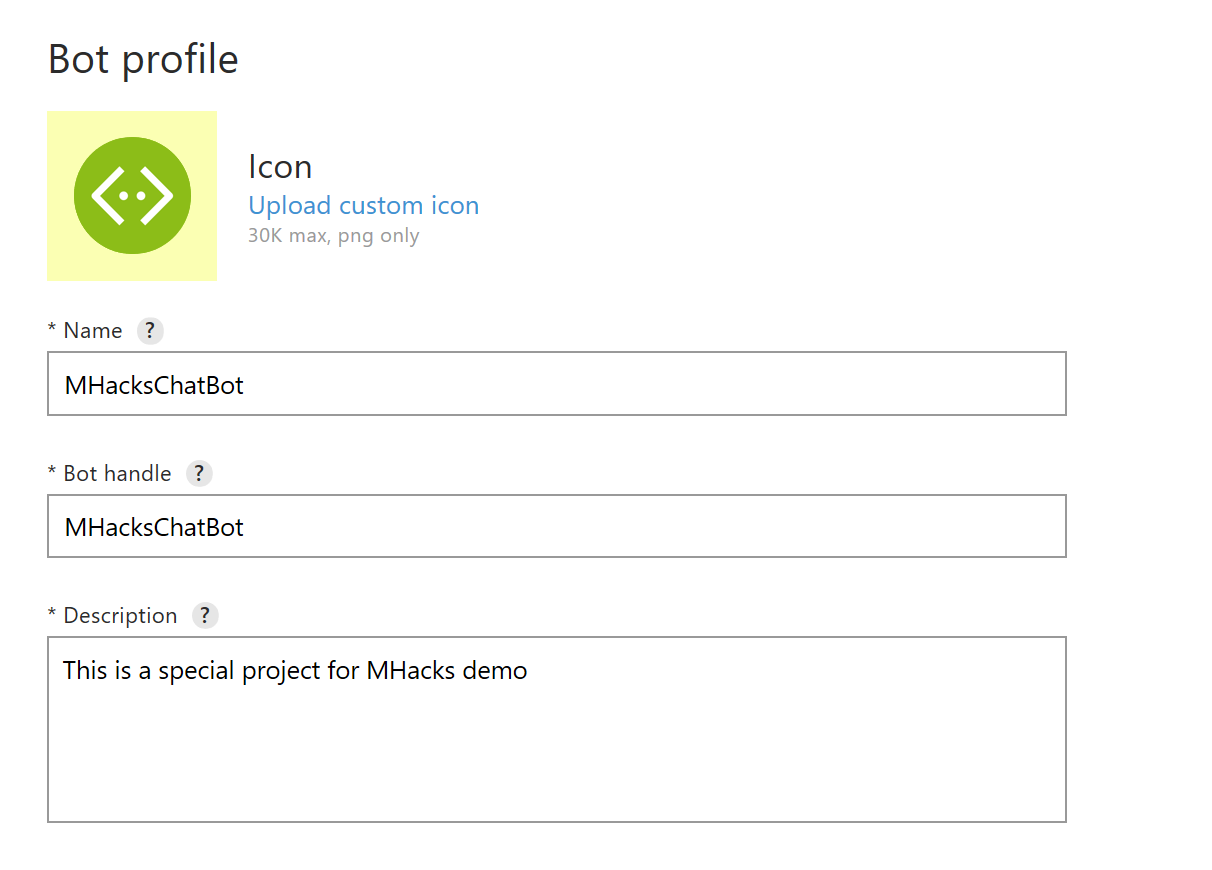 Bot profile
Icon
Upload custom icon
30K max, png only
* Name ?
MHacksChatBot
* Bot handle ?
MHacksChatBot
* Description ?
This is a special project for MHacks demo